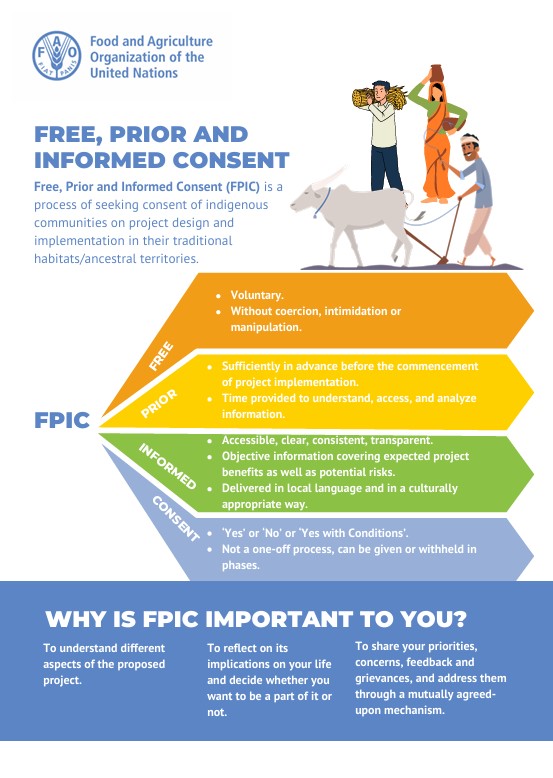 Food and Agriculture
Organization of the
United Nations
F A O
FIAT PANIS
FREE, PRIOR AND
INFORMED CONSENT
Free, Prior and Informed Consent (FPIC) is a
process of seeking consent of indigenous
communities on project design and
implementation in their traditional
habitats/ancestral territories.
FPIC
FREE
• Voluntary.
• Without coercion, intimidation or
manipulation.
PRIOR
• Sufficiently in advance before the commencement
of project implementation.
• Time provided to understand, access, and analyze
information.
INFORMED
• Accessible, clear, consistent, transparent.
• Objective information covering expected project
benefits as well as potential risks.
• Delivered in local language and in a culturally
appropriate way.
CONSENT
• ‘Yes’ or ‘No’ or ‘Yes with Conditions’.
• Not a one-off process, can be given or withheld in
phases.
WHY IS FPIC IMPORTANT TO YOU?
To understand different
aspects of the proposed
project.
To reflect on its
implications on your life
and decide whether you
want to be a part of it or
not.
To share your priorities,
concerns, feedback and
grievances, and address them
through a mutually agreed-
upon mechanism.